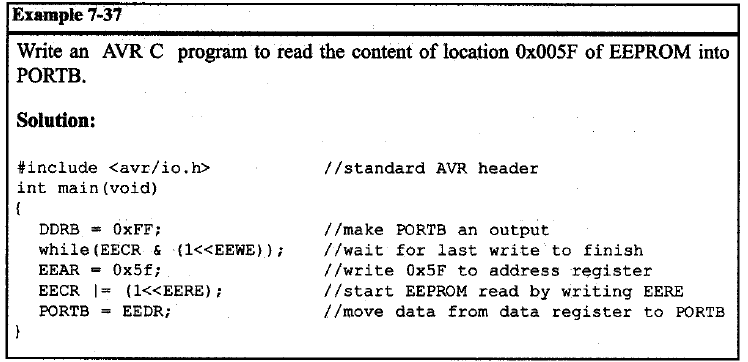 Example 7-37
Write an AVR C program to read the content of location 0x005F of EEPROM into
PORTB.
Solution:
#include <avr/io.h> //standard AVR header
int main(void)
{
DDRB = 0xFF; //make PORTB an output
while(EECR & (1<<EEWE)); //wait for last write to finish
EEAR = 0x5f; //write 0x5F to address register
EECR |= (1<<EERE); //start EEPROM read by writing EERE
PORTB = EEDR; //move data from data register to PORTB
}